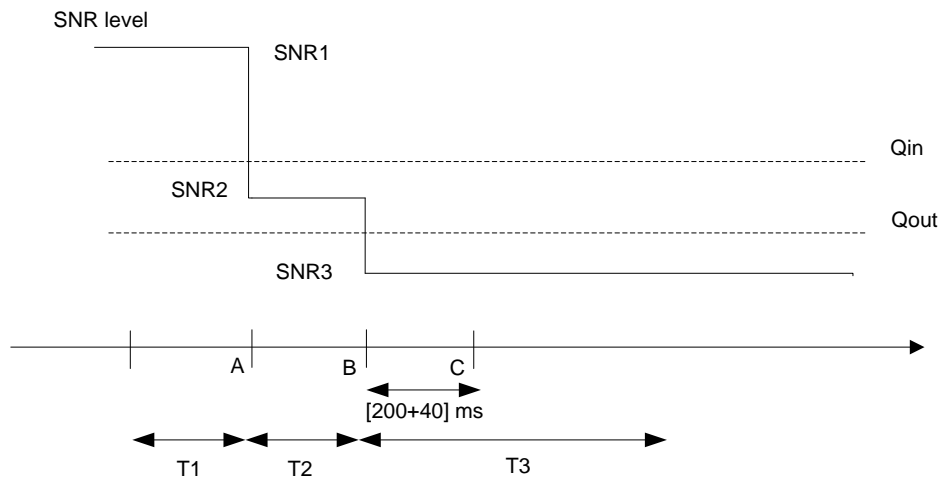 SNR level
SNR1
Qin
SNR2
Qout
SNR3
A B C
[200+40] ms
T1 T2 T3